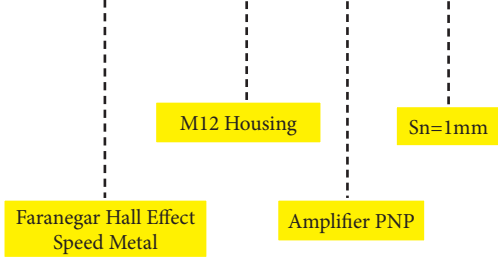 M12 Housing
Sn=1mm
Faranegar Hall Effect
Speed Metal
Amplifier PNP